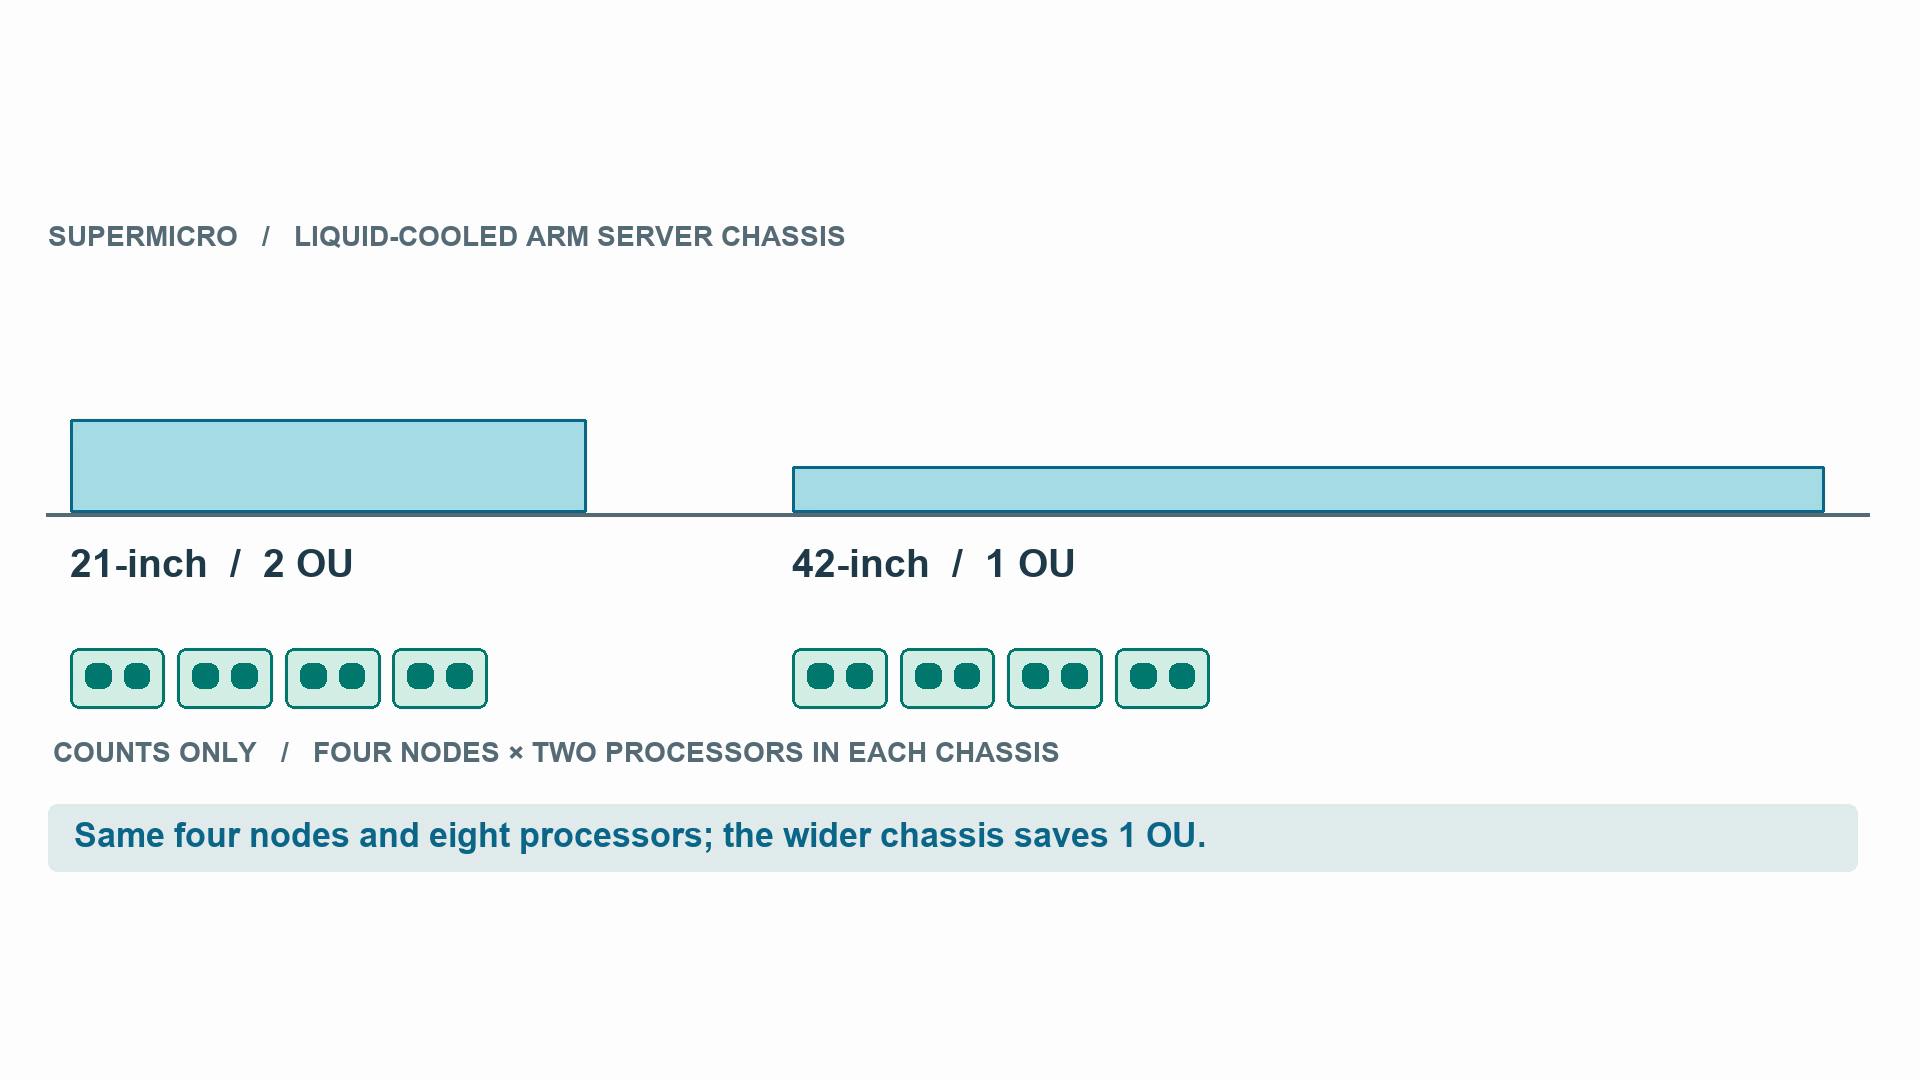 SUPERMICRO / LIQUID-COOLED ARM SERVER CHASSIS
21-inch / 2 OU
42-inch / 1 OU
COUNTS ONLY / FOUR NODES × TWO PROCESSORS IN EACH CHASSIS
Same four nodes and eight processors; the wider chassis saves 1 OU.